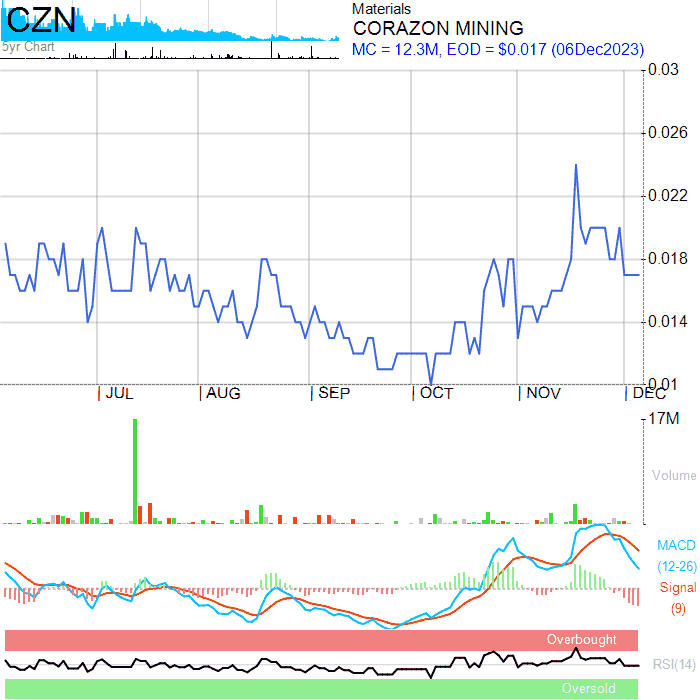 CZN
5yr Chart
Materials
CORAZON MINING
MC = 12.3M, EOD = $0.017 (06Dec2023)
0.03
0.026
0.022
0.018
0.014
0.01
JUL AUG SEP OCT NOV DEC
17M
Volume
MACD
(12-26)
Signal
(9)
Overbought
RSI(14)
Oversold